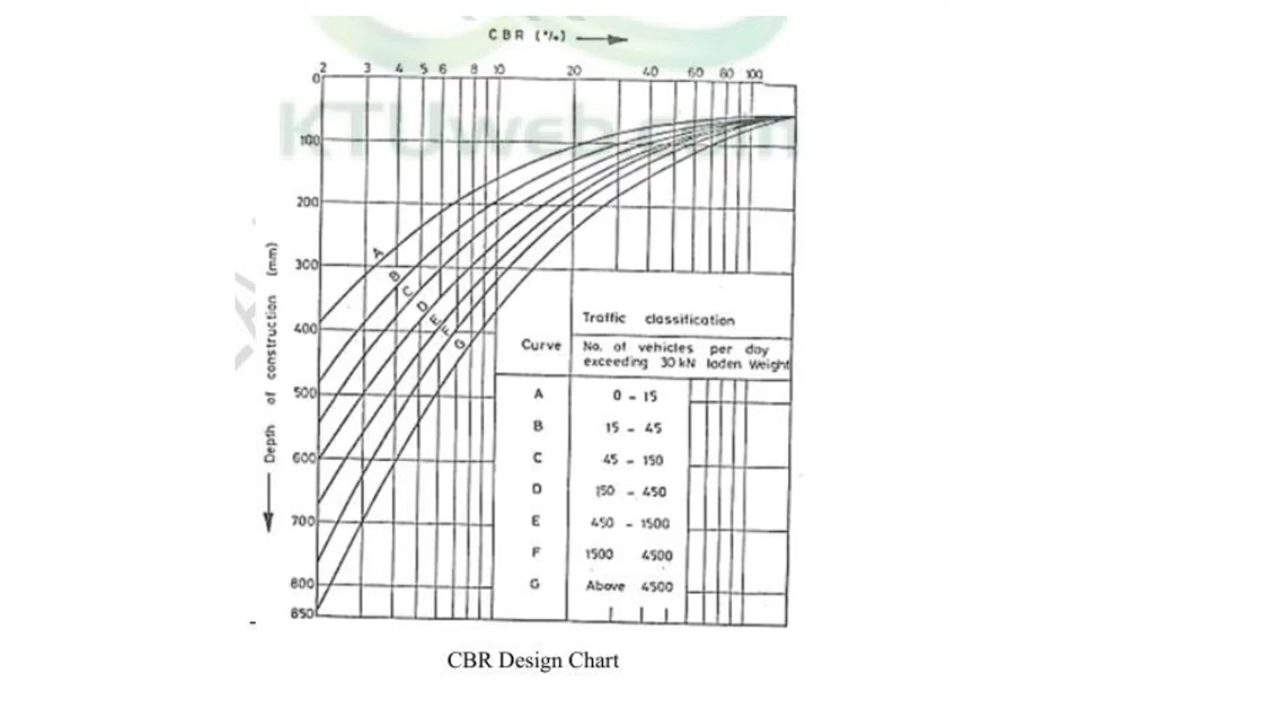 CBR (%)
2 3 4 5 6 8 10 20 40 60 80 100
0
KTUweb.com
100
200
300
400
500
600
700
800
850
Depth of construction (mm)
A
B
C
D
E
F
G
Traffic classification
Curve No. of vehicles per day
exceeding 30 kN laden Weight
A 0 - 15
B 15 - 45
C 45 - 150
D 150 - 450
E 450 - 1500
F 1500 4500
G Above 4500
CBR Design Chart